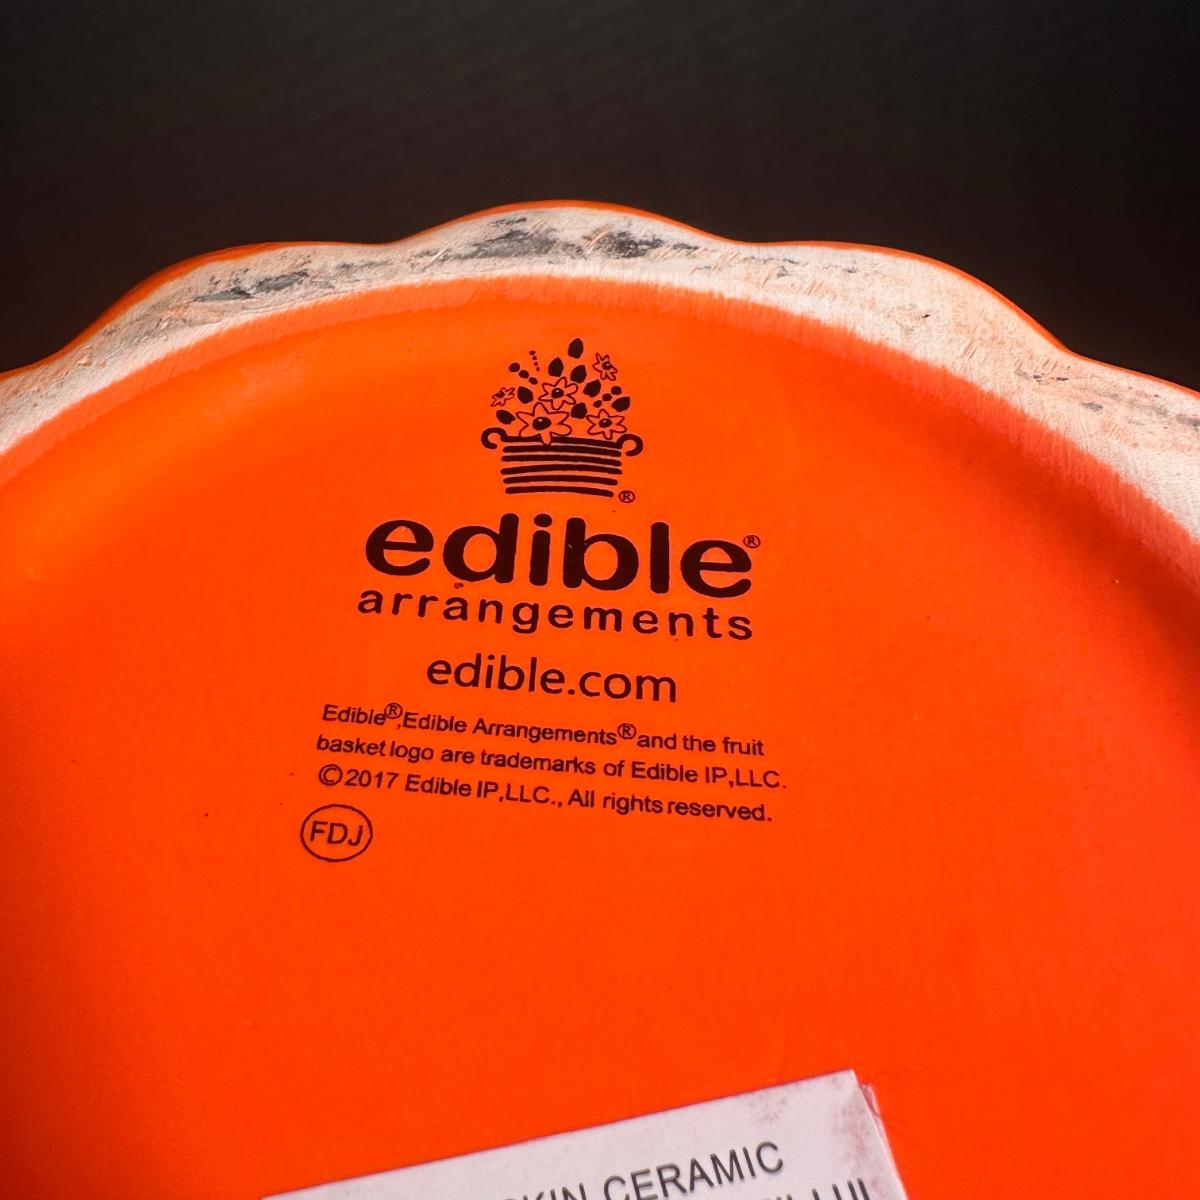 ®
edible®
arrangements
edible.com
Edible®,Edible Arrangements® and the fruit
basket logo are trademarks of Edible IP,LLC.
©2017 Edible IP,LLC., All rights reserved.
FDJ
CERAMIC